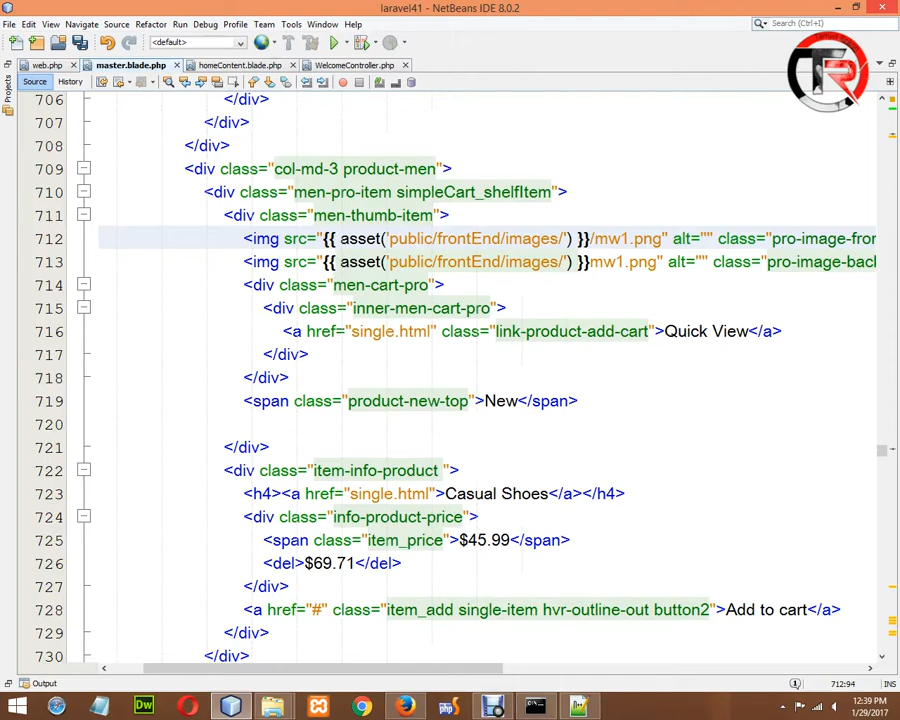 laravel41 - NetBeans IDE 8.0.2
File Edit View Navigate Source Refactor Run Debug Profile Team Tools Window Help
Search (Ctrl+I)
<default>
web.php master.blade.php homeContent.blade.php WelcomeController.php
Source History
Projects
706 </div>
707 </div>
708 </div>
709 <div class="col-md-3 product-men">
710 <div class="men-pro-item simpleCart_shelfItem">
711 <div class="men-thumb-item">
712 <img src="{{ asset('public/frontEnd/images/') }}/mw1.png" alt="" class="pro-image-fron
713 <img src="{{ asset('public/frontEnd/images/') }}mw1.png" alt="" class="pro-image-back
714 <div class="men-cart-pro">
715 <div class="inner-men-cart-pro">
716 <a href="single.html" class="link-product-add-cart">Quick View</a>
717 </div>
718 </div>
719 <span class="product-new-top">New</span>
720
721 </div>
722 <div class="item-info-product ">
723 <h4><a href="single.html">Casual Shoes</a></h4>
724 <div class="info-product-price">
725 <span class="item_price">$45.99</span>
726 <del>$69.71</del>
727 </div>
728 <a href="#" class="item_add single-item hvr-outline-out button2">Add to cart</a>
729 </div>
730 </div>
Output
712:94 INS
12:39 PM
1/29/2017